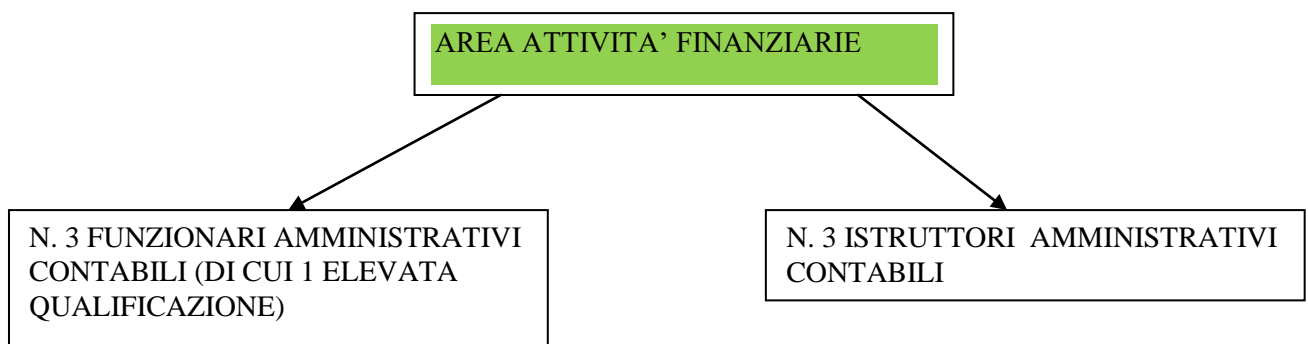 AREA ATTIVITA’ FINANZIARIE
N. 3 FUNZIONARI AMMINISTRATIVI
CONTABILI (DI CUI 1 ELEVATA
QUALIFICAZIONE)
N. 3 ISTRUTTORI AMMINISTRATIVI
CONTABILI